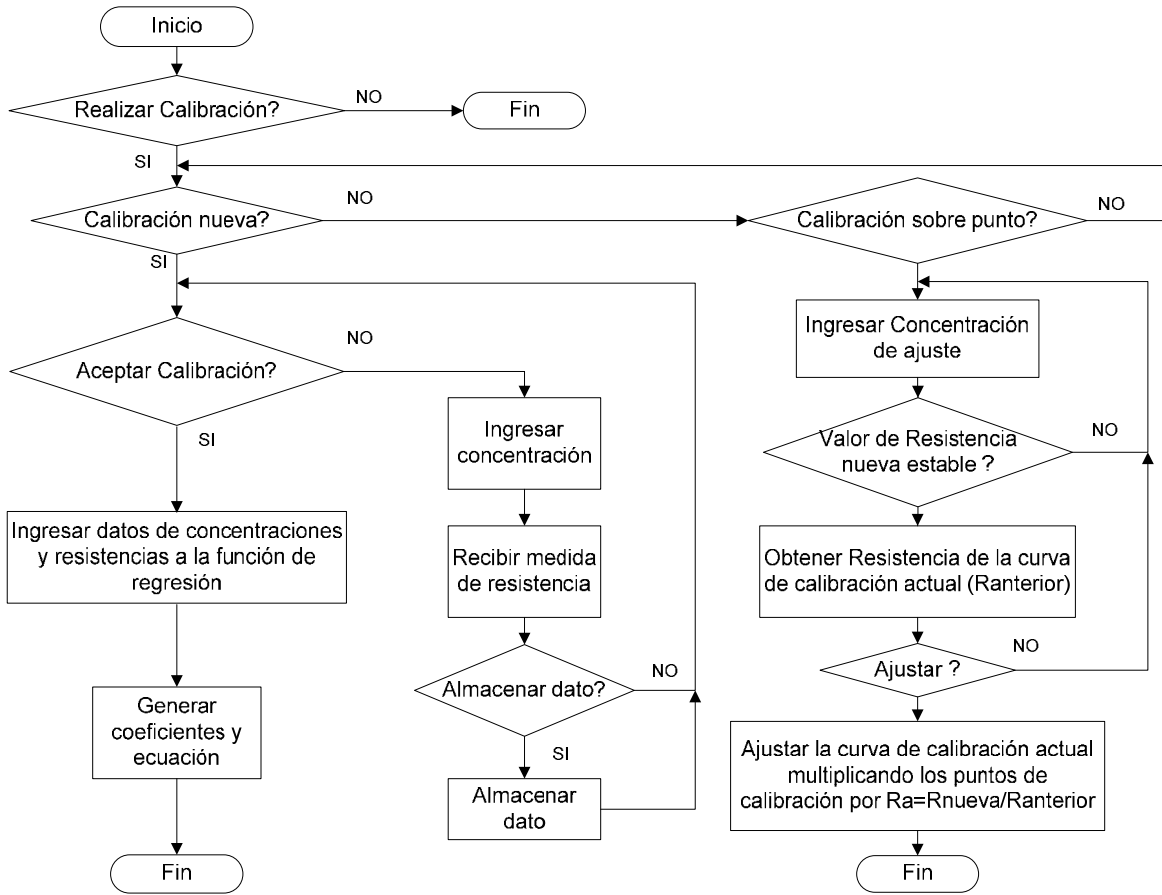 Inicio
Realizar Calibración?
NO
Fin
SI
Calibración nueva?
NO
Calibración sobre punto?
NO
SI
Aceptar Calibración?
NO
SI
Ingresar datos de concentraciones
y resistencias a la función de
regresión
Generar
coeficientes y
ecuación
Fin
Ingresar
concentración
Recibir medida
de resistencia
Almacenar dato?
NO
SI
Almacenar
dato
Ingresar Concentración
de ajuste
Valor de Resistencia
nueva estable ?
NO
Obtener Resistencia de la curva
de calibración actual (Ranterior)
Ajustar ?
NO
Ajustar la curva de calibración actual
multiplicando los puntos de
calibración por Ra=Rnueva/Ranterior
Fin